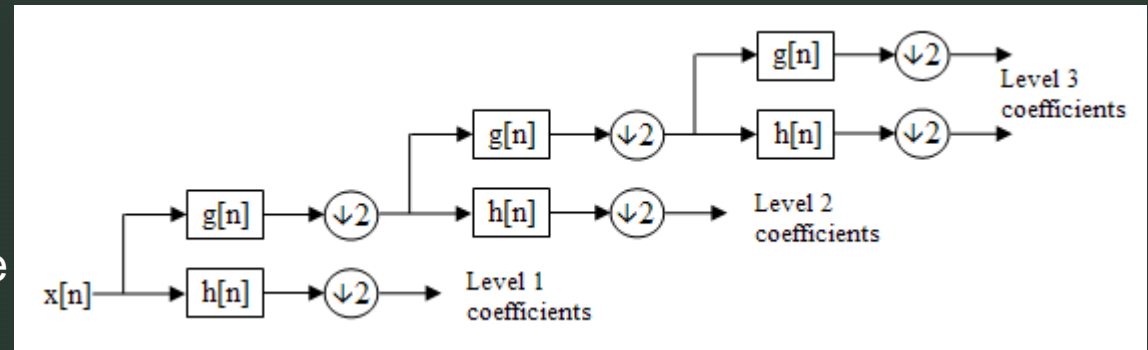 g[n] ↓2
Level 3
coefficients
h[n] ↓2
g[n] ↓2
h[n] ↓2
Level 2
coefficients
g[n] ↓2
e
x[n] h[n] ↓2
Level 1
coefficients